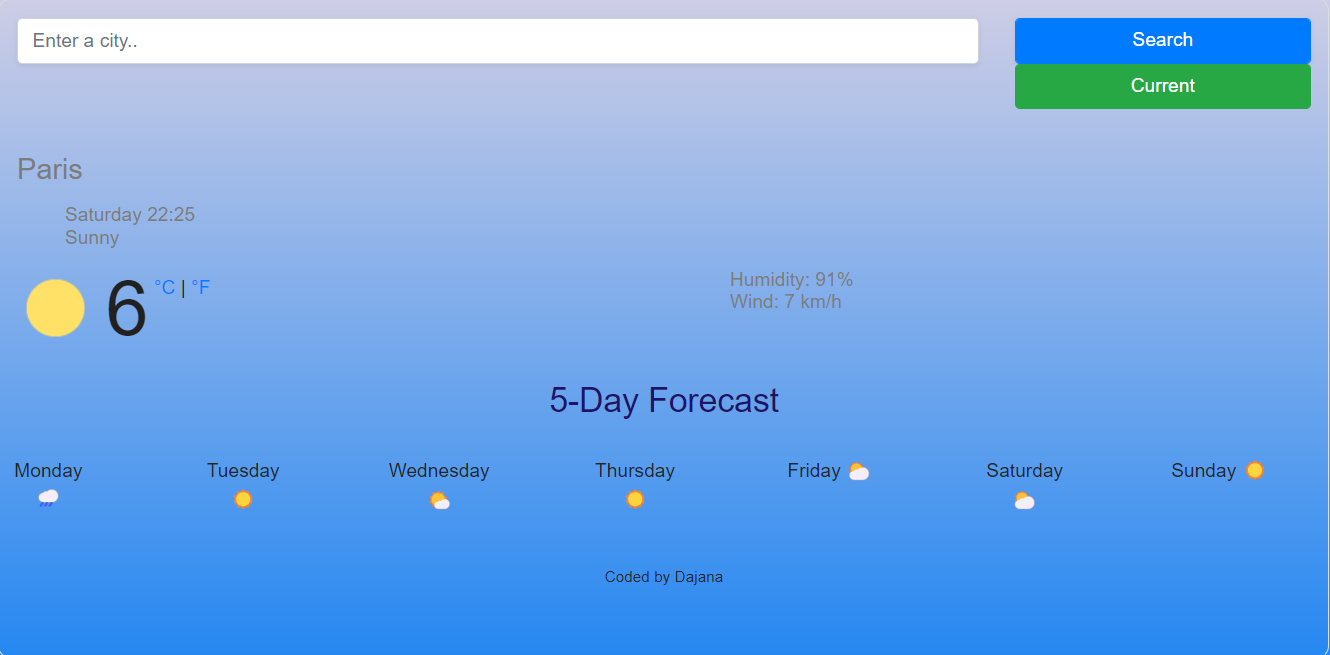 Enter a city..
Search
Current
Paris
Saturday 22:25
Sunny
6 °C | °F
Humidity: 91%
Wind: 7 km/h
5-Day Forecast
Monday Tuesday Wednesday Thursday Friday Saturday Sunday
Coded by Dajana